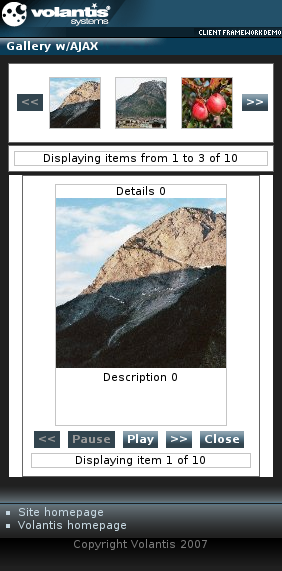 volantis
systems
CLIENT FRAMEWORK DEMO
Gallery w/AJAX
<< >>
Displaying items from 1 to 3 of 10
Details 0
Description 0
<< Pause Play >> Close
Displaying item 1 of 10
Site homepage
Volantis homepage
Copyright Volantis 2007